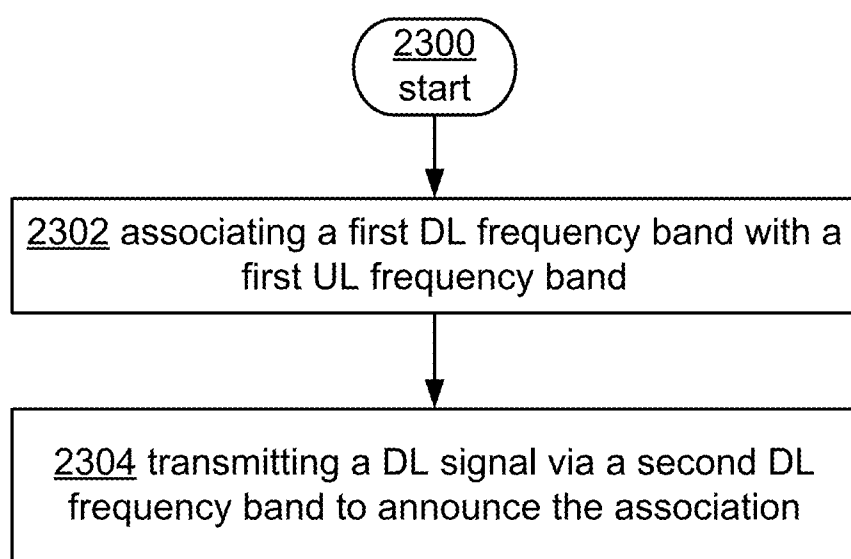 2300
start
2302 associating a first DL frequency band with a
first UL frequency band
2304 transmitting a DL signal via a second DL
frequency band to announce the association